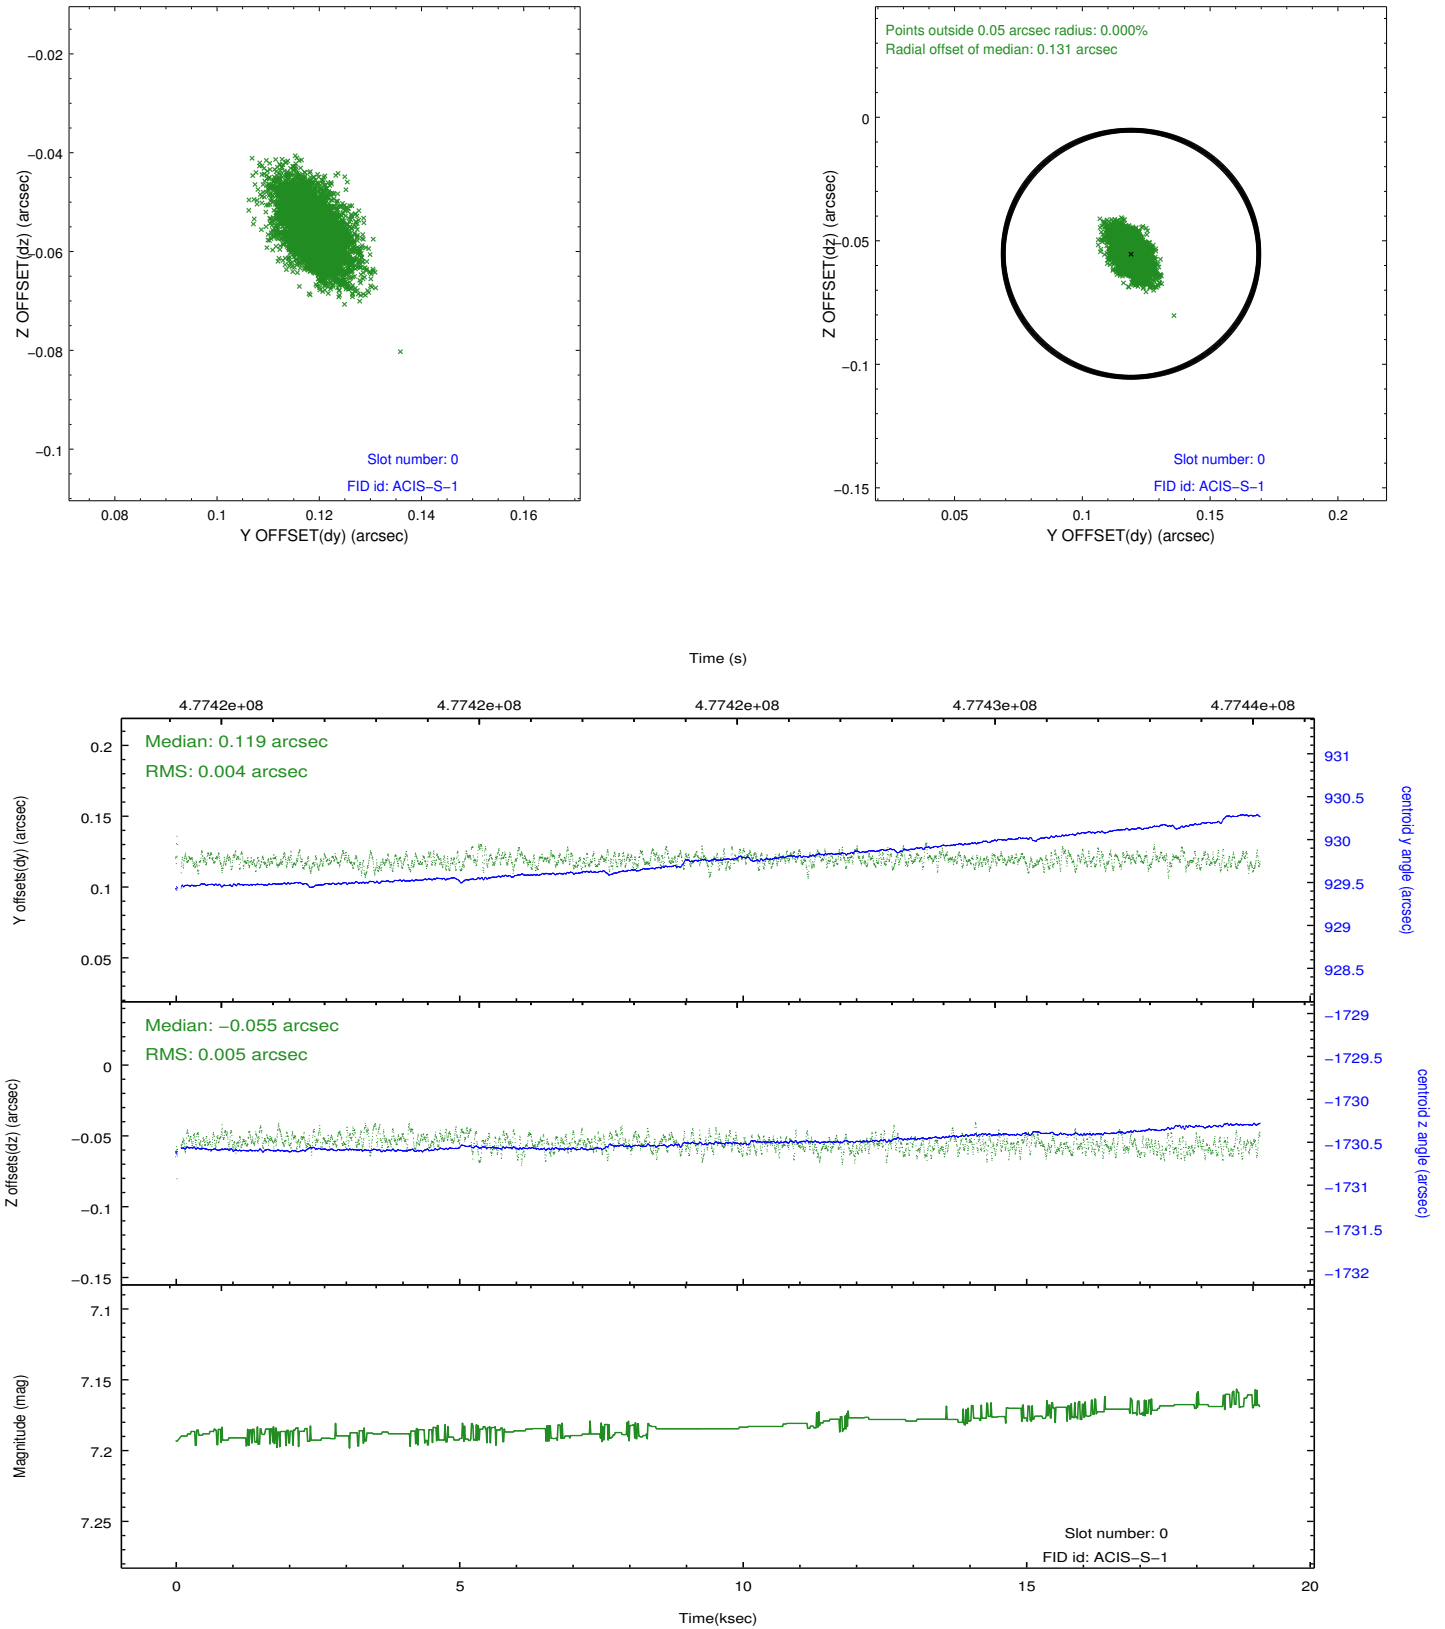 −0.02
−0.04
−0.06
−0.08
−0.1
Z OFFSET(dz) (arcsec)
Slot number: 0
FID id: ACIS−S−1
0.08
0.1
0.12
0.14
0.16
Y OFFSET(dy) (arcsec)
Points outside 0.05 arcsec radius: 0.000%
Radial offset of median: 0.131 arcsec
0
−0.05
−0.1
−0.15
Z OFFSET(dz) (arcsec)
Slot number: 0
FID id: ACIS−S−1
0.05
0.1
0.15
0.2
Y OFFSET(dy) (arcsec)
Time (s)
4.7742e+08
4.7742e+08
4.7742e+08
4.7743e+08
4.7744e+08
Median: 0.119 arcsec
RMS: 0.004 arcsec
0.2
0.15
0.1
0.05
Y offsets(dy) (arcsec)
931
930.5
930
929.5
929
928.5
centroid y angle (arcsec)
Median: −0.055 arcsec
RMS: 0.005 arcsec
0
−0.05
−0.1
−0.15
Z offsets(dz) (arcsec)
−1729
−1729.5
−1730
−1730.5
−1731
−1731.5
−1732
centroid z angle (arcsec)
7.1
7.15
7.2
7.25
Magnitude (mag)
Slot number: 0
FID id: ACIS−S−1
0
5
10
15
20
Time(ksec)